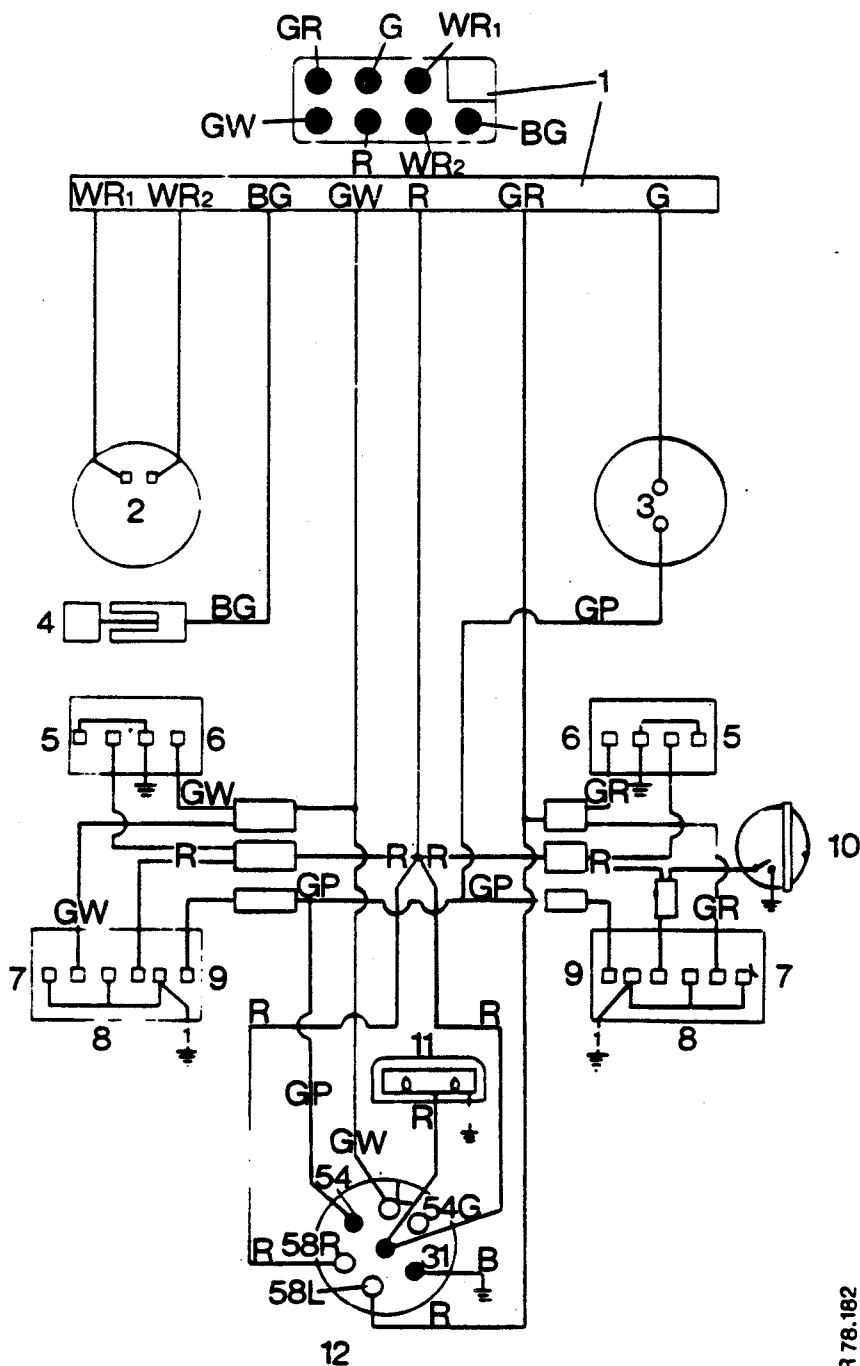 GR G WR1
1
GW BG
R WR2
WR1 WR2 BG GW R GR G
2 3
4 BG GP
5 6 6 5
GW GR
10
R R R R
GP GP
GW GR
7 9 9 7
8 8
R R
11
GP
R
GW
54
54G
58R 31 B
R
58L
R
12
R 78.182